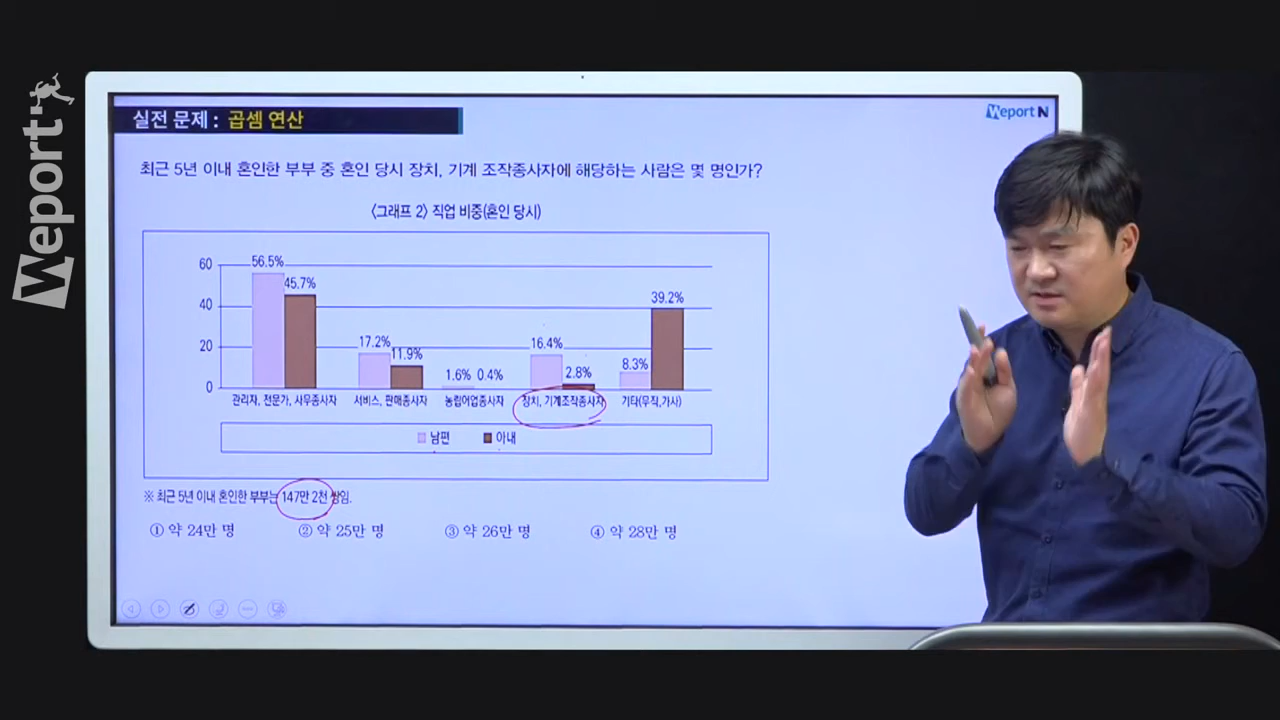 Weport
Weport N
실전 문제 : 곱셈 연산
최근 5년 이내 혼인한 부부 중 혼인 당시 장치, 기계 조작종사자에 해당하는 사람은 몇 명인가?
<그래프 2> 직업 비중(혼인 당시)
60
40
20
0
56.5%
45.7%
17.2%
11.9%
1.6%
0.4%
16.4%
2.8%
8.3%
39.2%
관리자, 전문가, 사무종사자
서비스, 판매종사자
농림어업종사자
장치, 기계조작종사자
기타(무직,가사)
남편
아내
※ 최근 5년 이내 혼인한 부부는 147만 2천 쌍임.
① 약 24만 명
② 약 25만 명
③ 약 26만 명
④ 약 28만 명